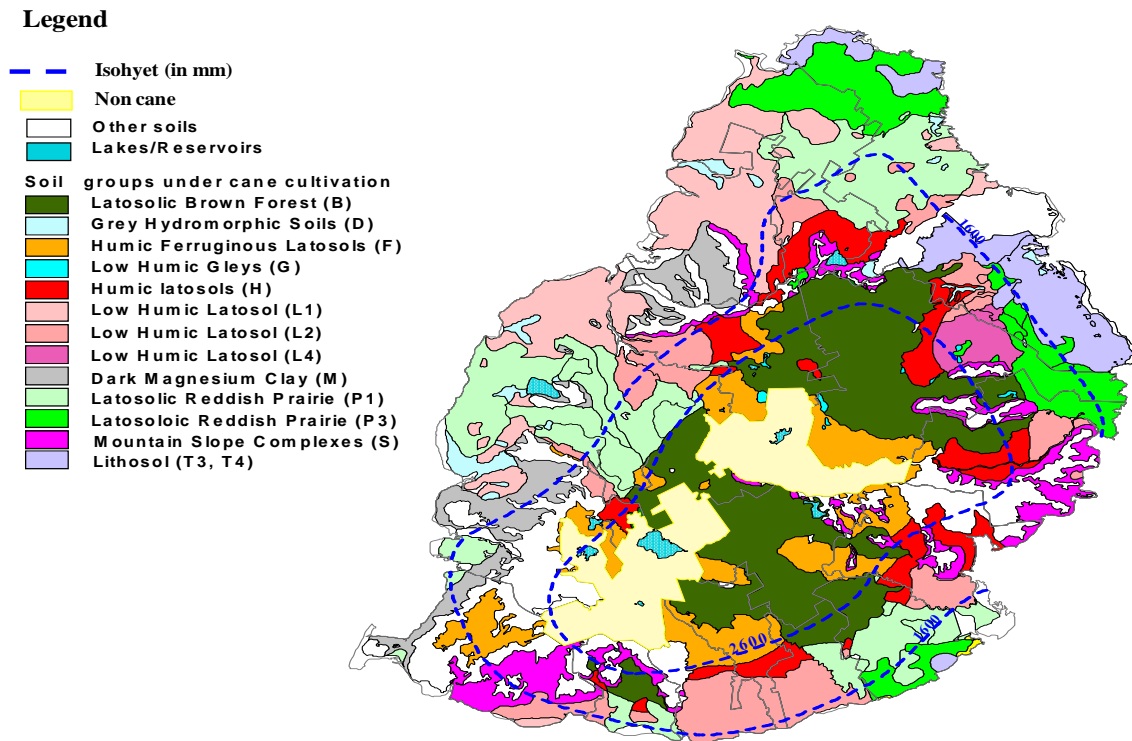 Legend
Isohyet (in mm)
Non cane
Other soils
Lakes/Reservoirs
Soil groups under cane cultivation
Latosolic Brown Forest (B)
Grey Hydromorphic Soils (D)
Humic Ferruginous Latosols (F)
Low Humic Gleys (G)
Humic latosols (H)
Low Humic Latosol (L1)
Low Humic Latosol (L2)
Low Humic Latosol (L4)
Dark Magnesium Clay (M)
Latosolic Reddish Prairie (P1)
Latosoloic Reddish Prairie (P3)
Mountain Slope Complexes (S)
Lithosol (T3, T4)
1600
2600
1600